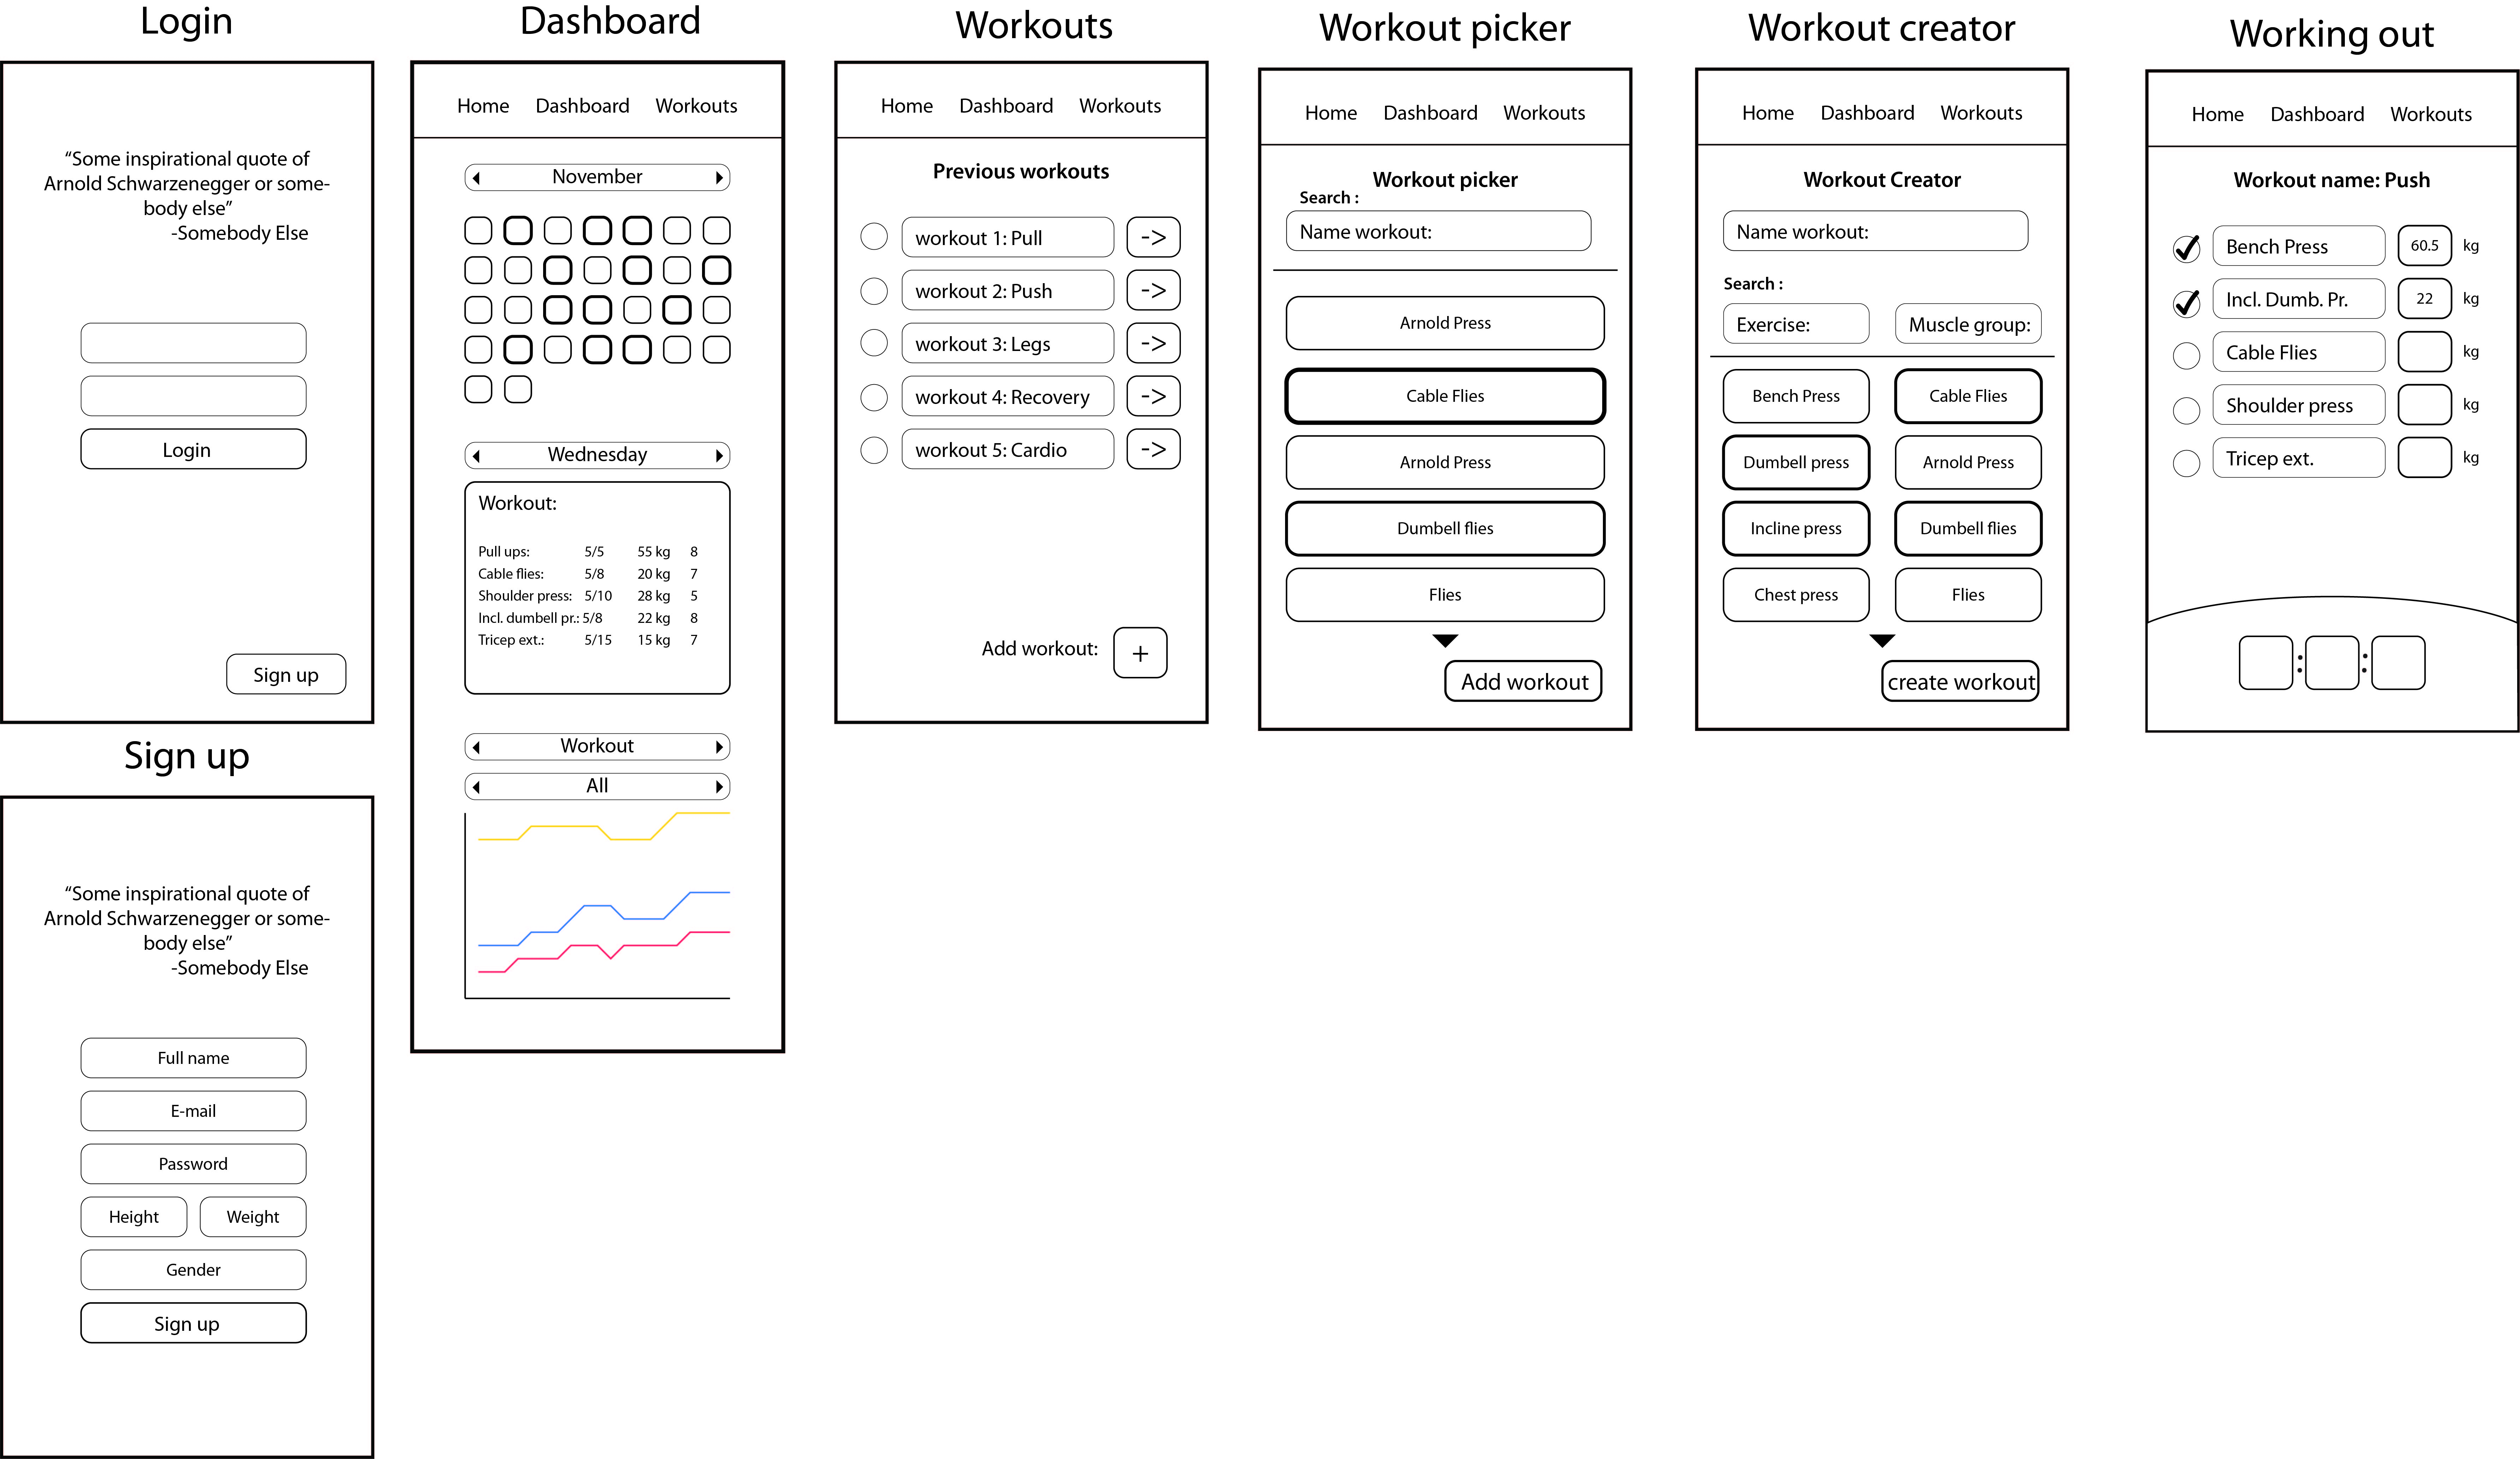 Login
“Some inspirational quote of
Arnold Schwarzenegger or some-
body else”
-Somebody Else
Login
Sign up
Sign up
“Some inspirational quote of
Arnold Schwarzenegger or some-
body else”
-Somebody Else
Full name
E-mail
Password
Height Weight
Gender
Sign up
Dashboard
Home Dashboard Workouts
November
Wednesday
Workout:
Pull ups: 5/5 55 kg 8
Cable flies: 5/8 20 kg 7
Shoulder press: 5/10 28 kg 5
Incl. dumbell pr.: 5/8 22 kg 8
Tricep ext.: 5/15 15 kg 7
Workout
All
Workouts
Home Dashboard Workouts
Previous workouts
workout 1: Pull ->
workout 2: Push ->
workout 3: Legs ->
workout 4: Recovery ->
workout 5: Cardio ->
Add workout: +
Workout picker
Home Dashboard Workouts
Workout picker
Search :
Name workout:
Arnold Press
Cable Flies
Arnold Press
Dumbell flies
Flies
Add workout
Workout creator
Home Dashboard Workouts
Workout Creator
Name workout:
Search :
Exercise: Muscle group:
Bench Press Cable Flies
Dumbell press Arnold Press
Incline press Dumbell flies
Chest press Flies
create workout
Working out
Home Dashboard Workouts
Workout name: Push
Bench Press 60.5 kg
Incl. Dumb. Pr. 22 kg
Cable Flies kg
Shoulder press kg
Tricep ext. kg
: :